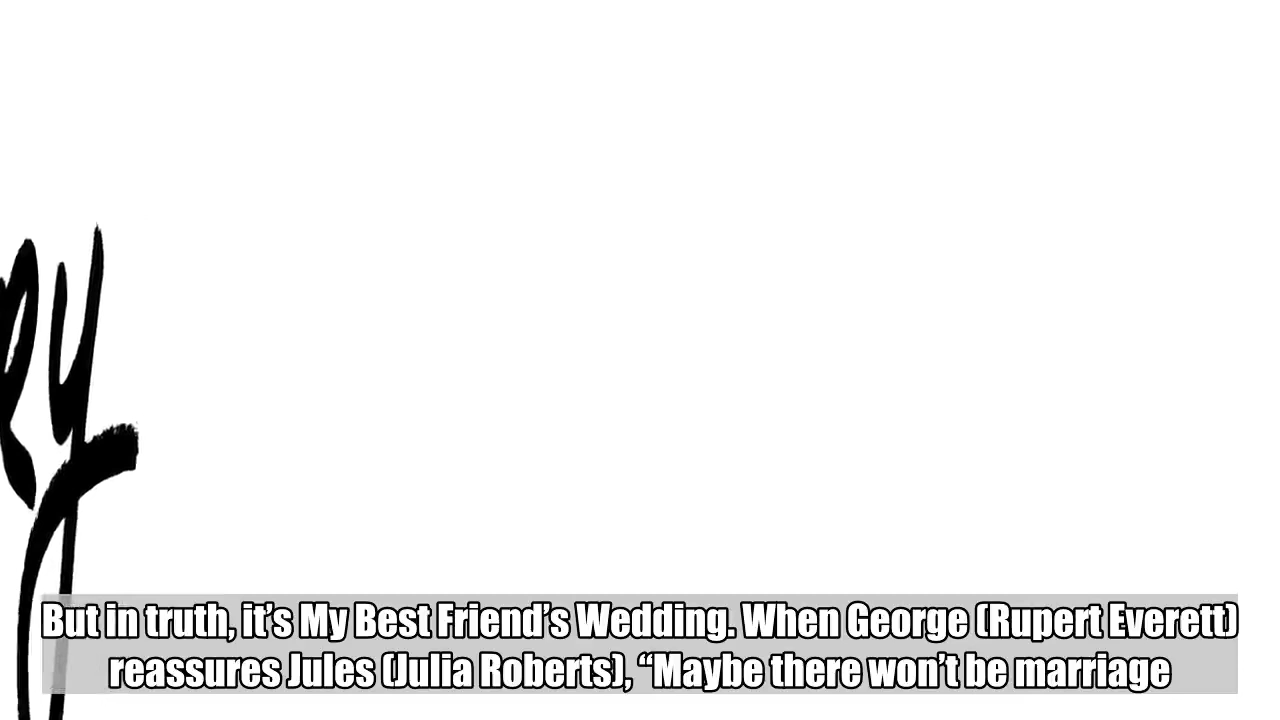 ry
But in truth, it’s My Best Friend’s Wedding. When George (Rupert Everett)
reassures Jules (Julia Roberts), “Maybe there won’t be marriage